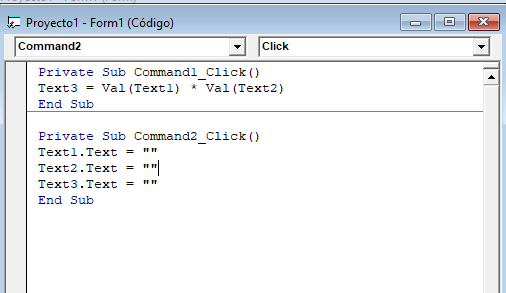 Proyecto1 - Form1 (Código)
Command2
Click
Private Sub Command1_Click()
Text3 = Val(Text1) * Val(Text2)
End Sub
Private Sub Command2_Click()
Text1.Text = ""
Text2.Text = ""
Text3.Text = ""
End Sub